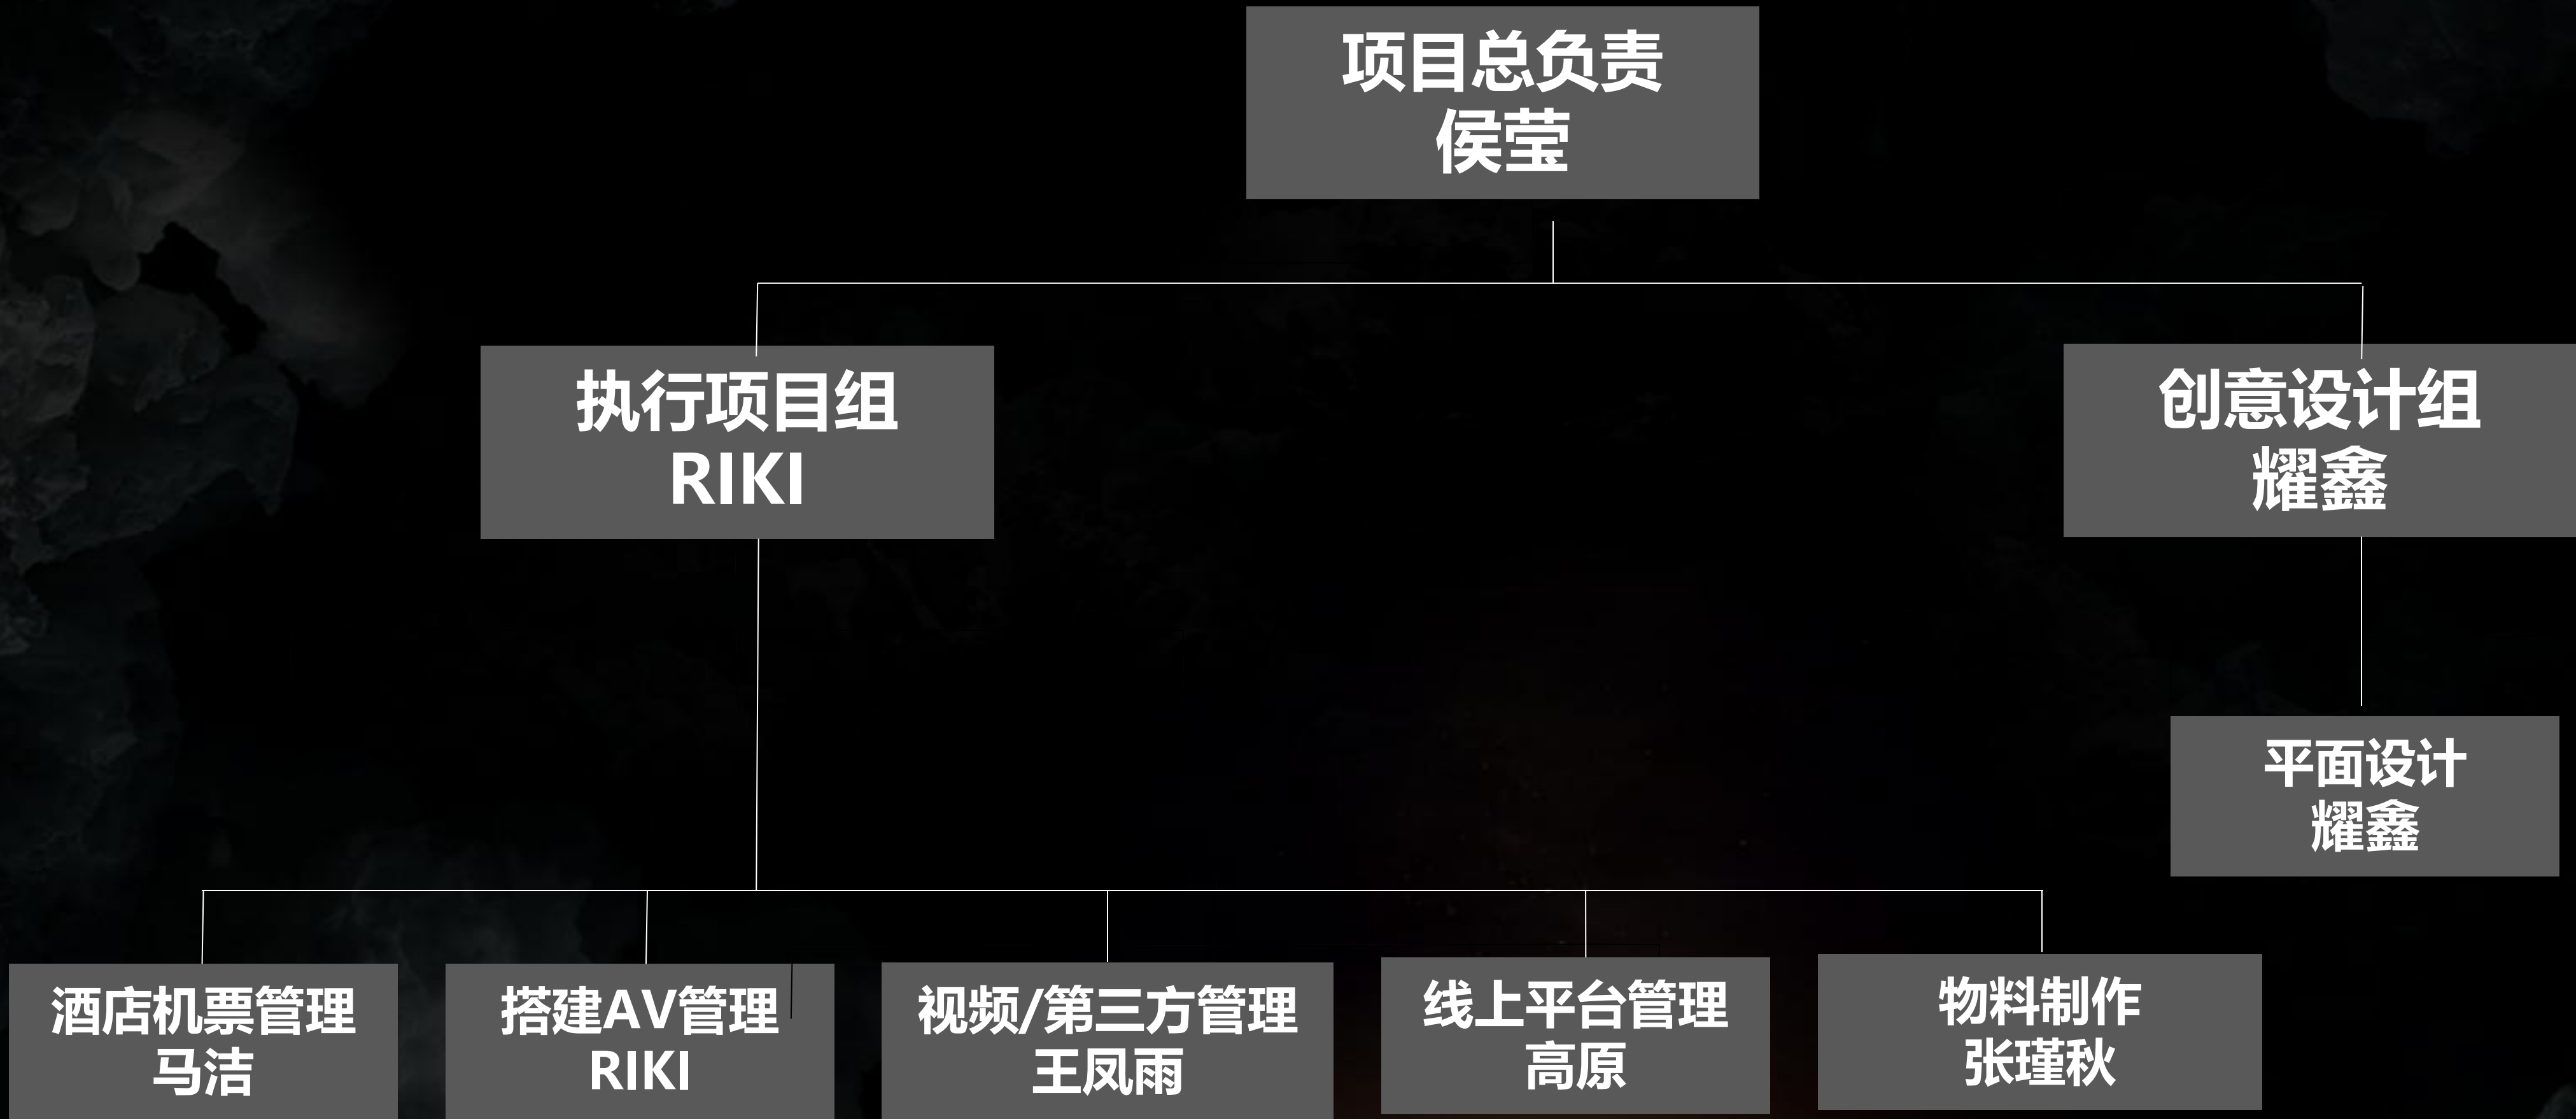 项目总负责
侯莹
执行项目组
RIKI
创意设计组
耀鑫
平面设计
耀鑫
酒店机票管理
马洁
搭建AV管理
RIKI
视频/第三方管理
王凤雨
线上平台管理
高原
物料制作
张瑾秋